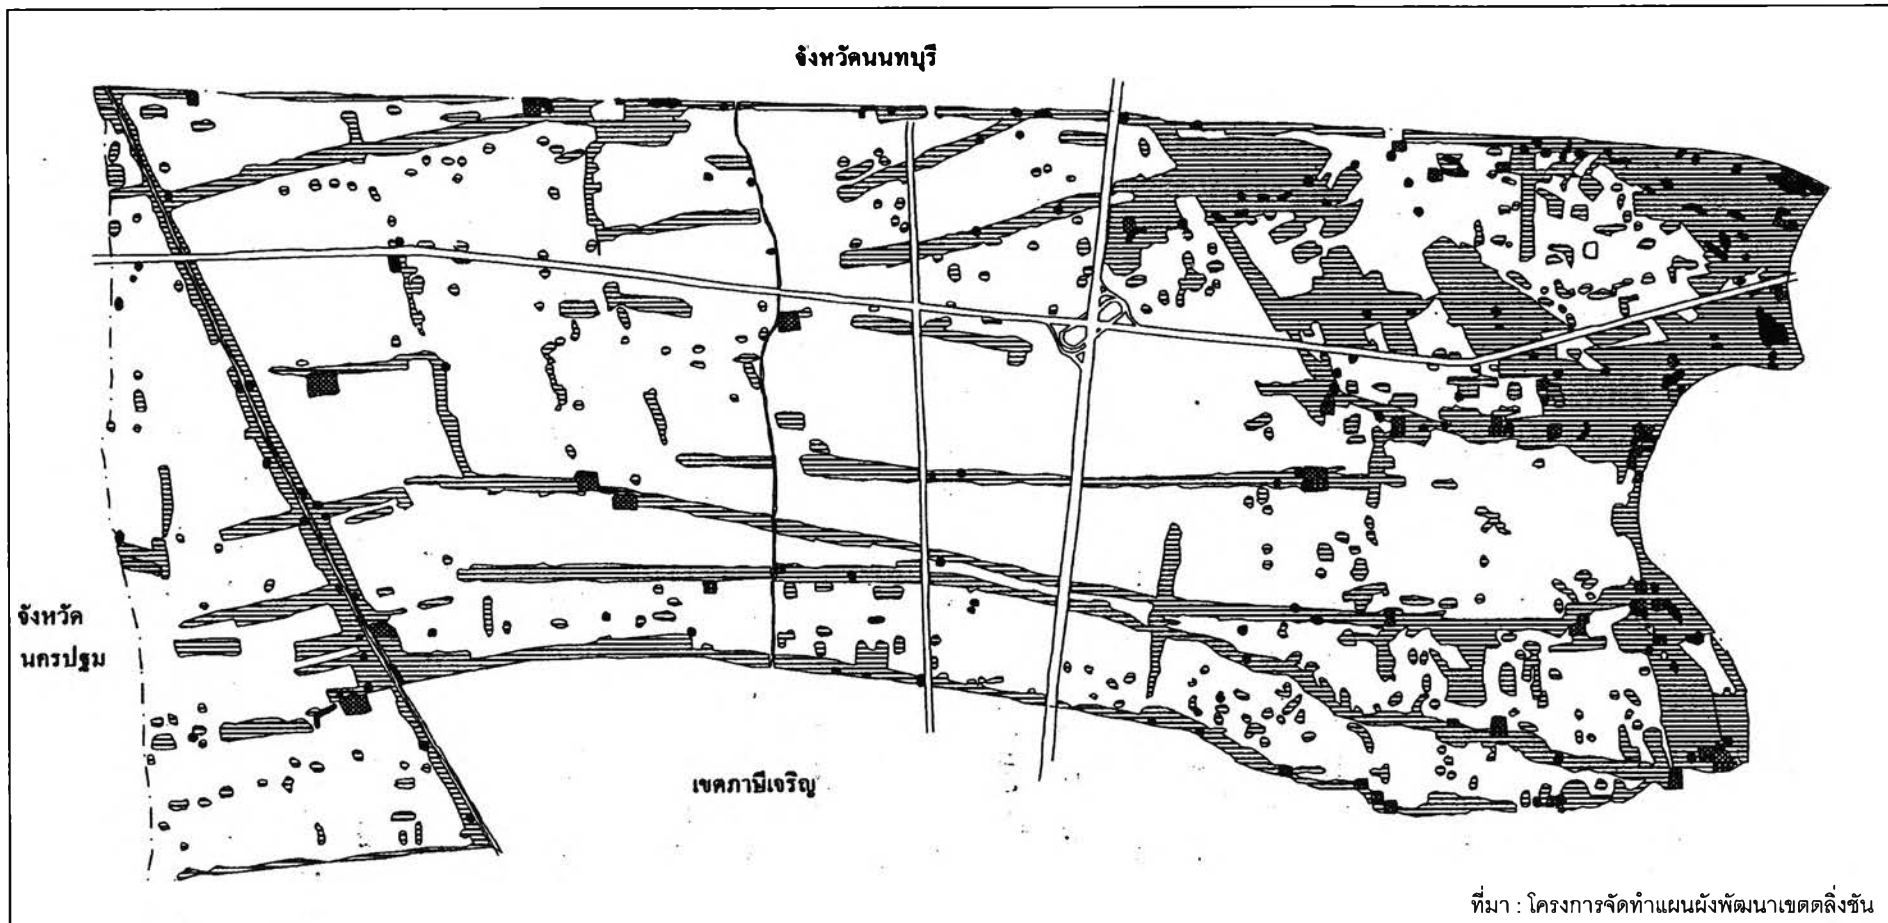 จังหวัดนนทบุรี
จังหวัด
นครปฐม
เขตภาษีเจริญ
ที่มา : โครงการจัดทำแผนผังพัฒนาเขตตลิ่งชัน